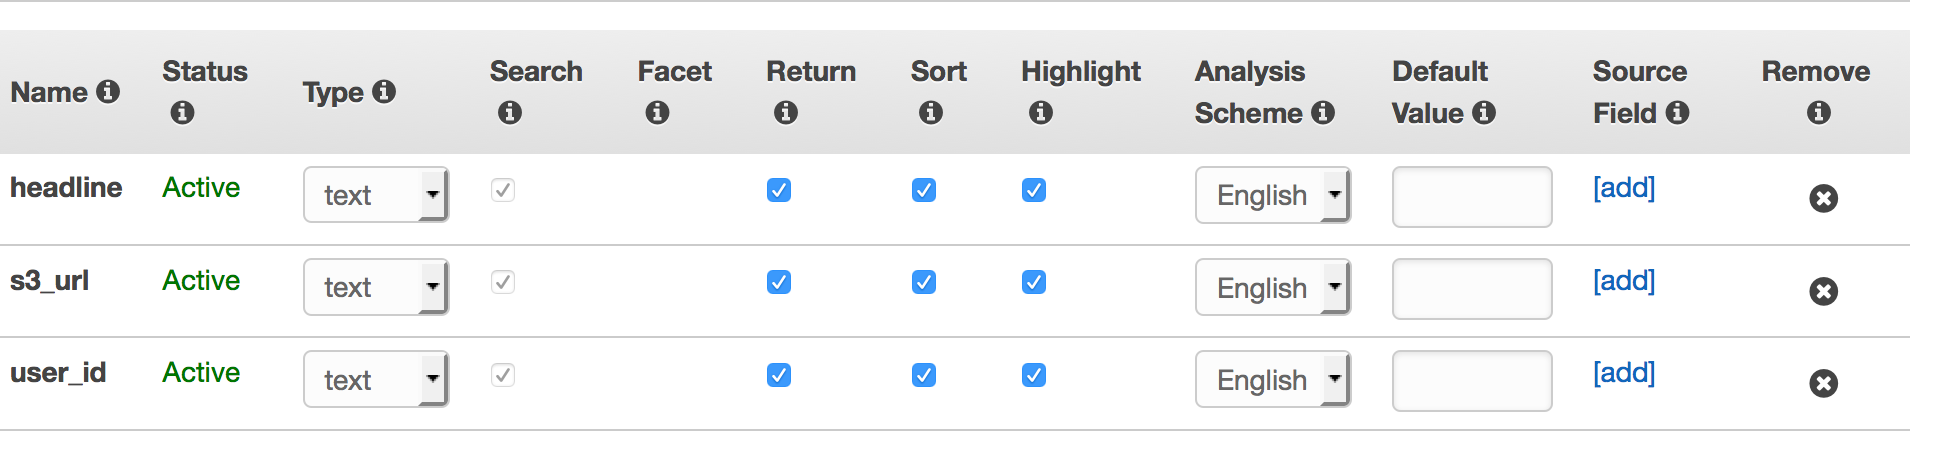 Name Status Type Search Facet Return Sort Highlight Analysis Scheme Default Value Source Field Remove
headline Active text English [add]
s3_url Active text English [add]
user_id Active text English [add]